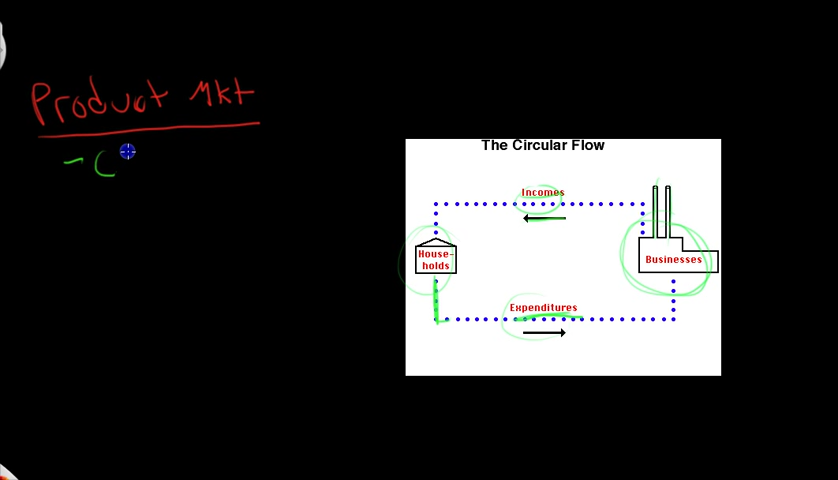 Product Mkt
- C
The Circular Flow
Incomes
House-
holds
Businesses
Expenditures